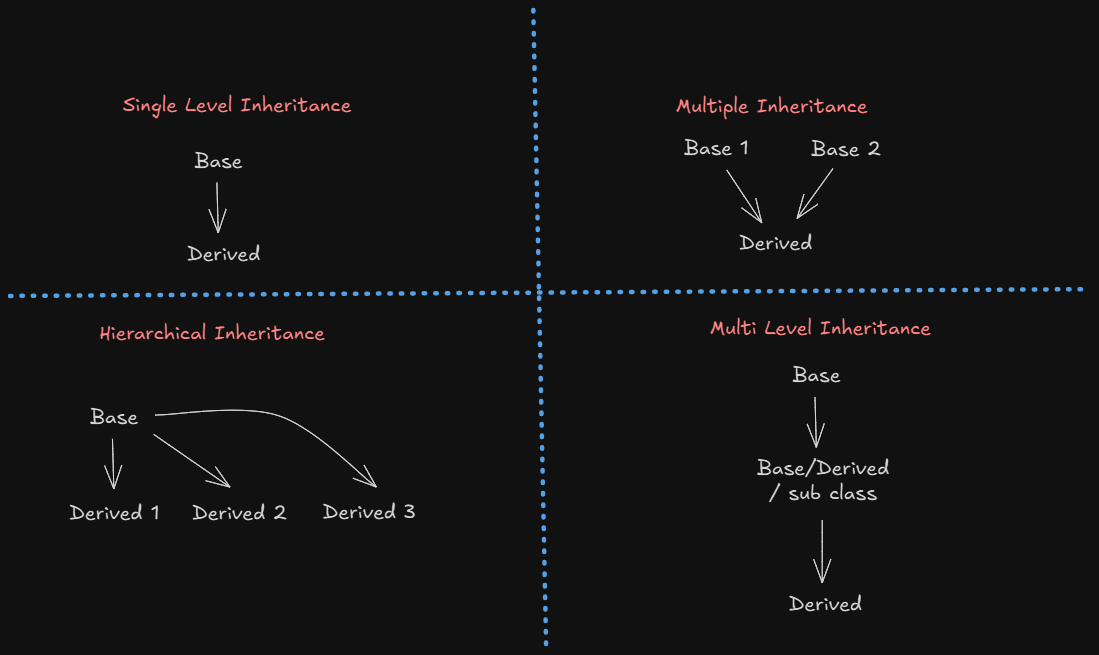 Single Level Inheritance
Base
Derived
Multiple Inheritance
Base 1 Base 2
Derived
Hierarchical Inheritance
Base
Derived 1 Derived 2 Derived 3
Multi Level Inheritance
Base
Base/Derived
/ sub class
Derived